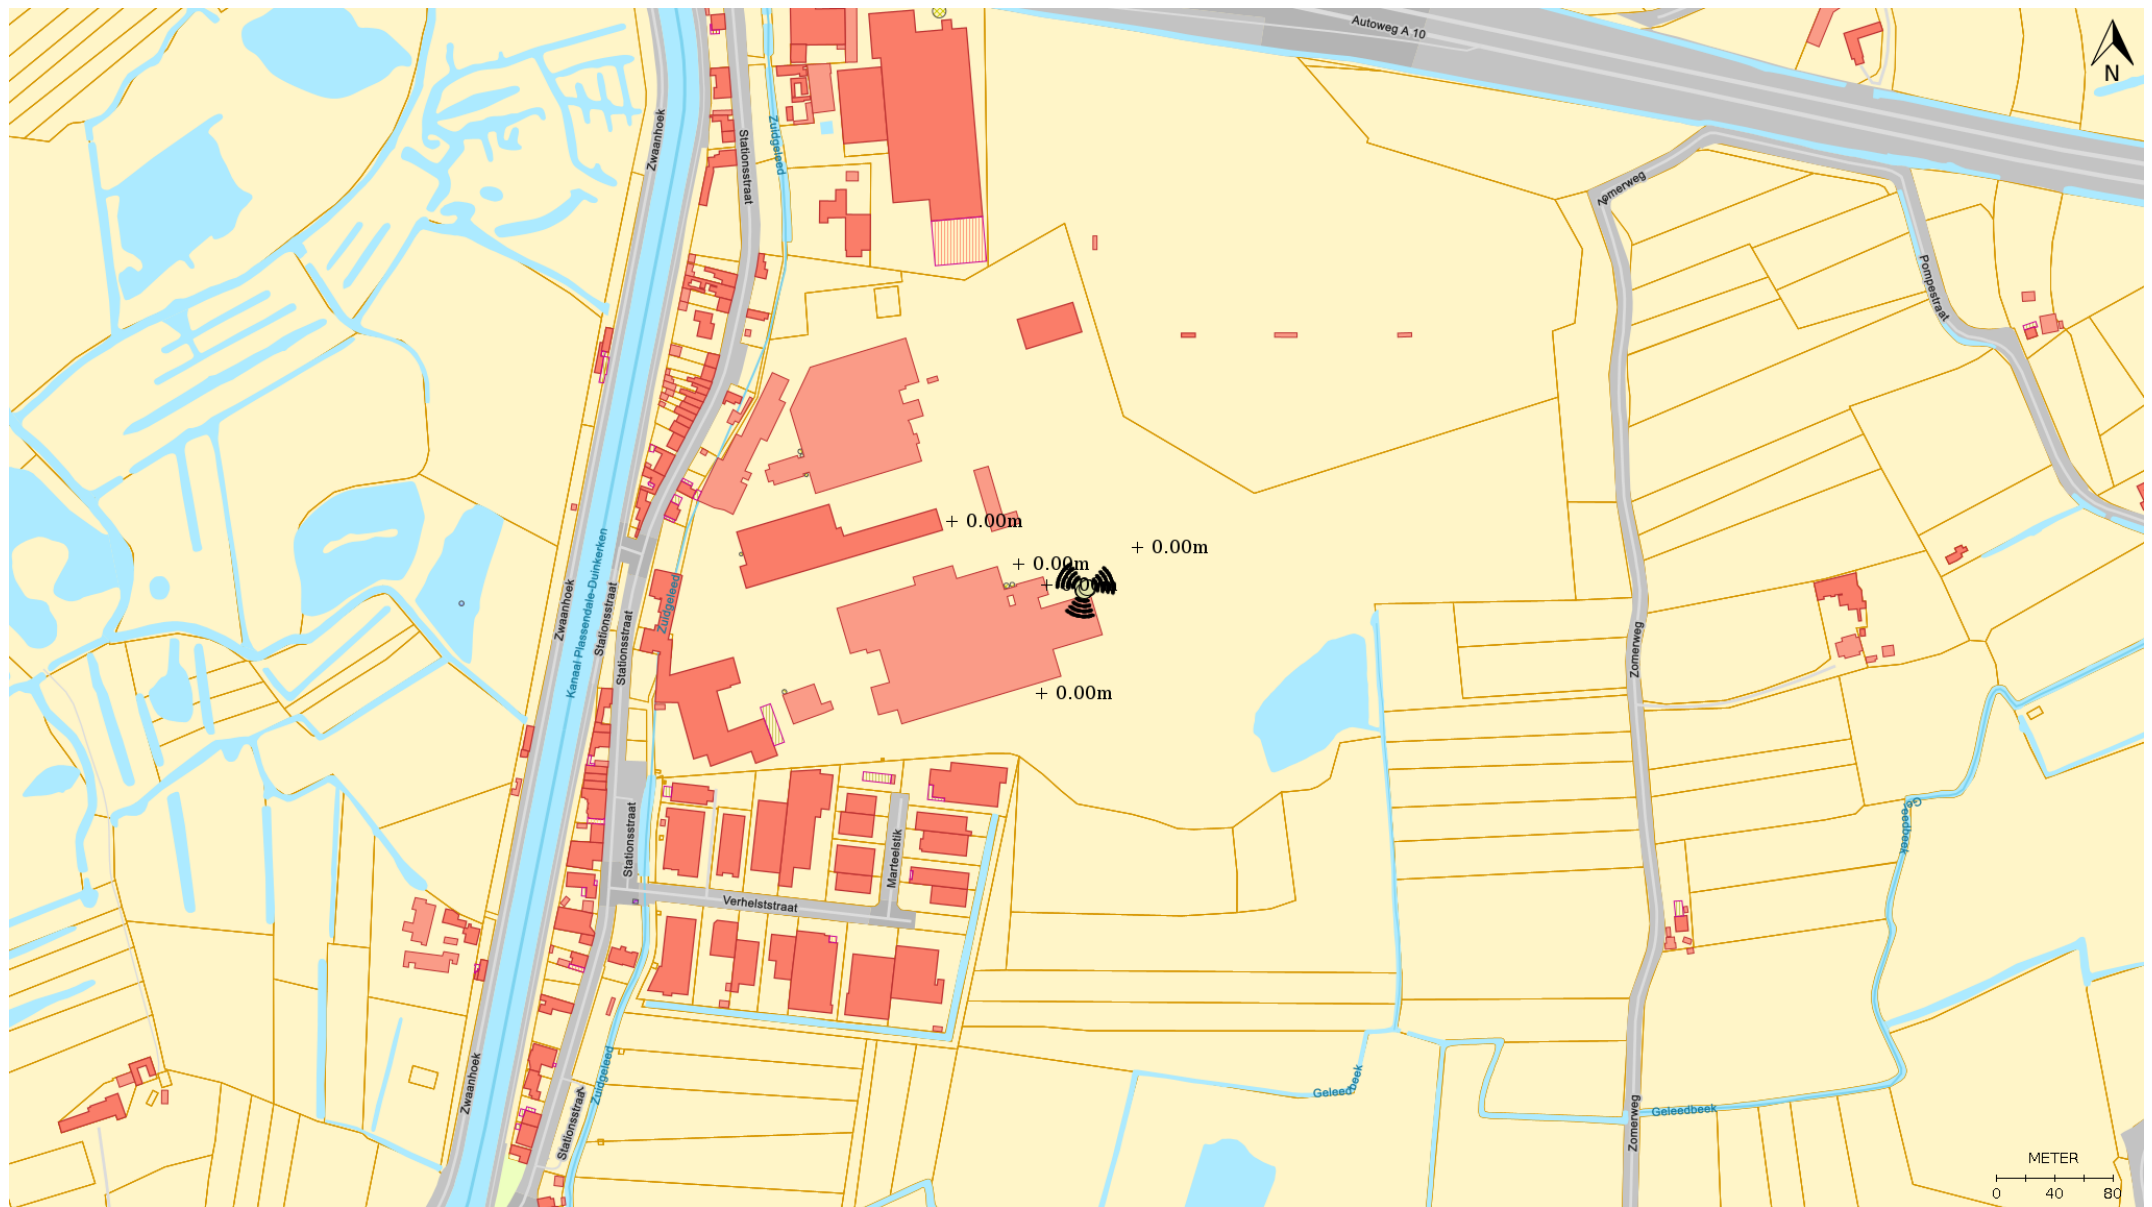 Autoweg A 10
N
Zwaanhoek
Stationsstraat
Zuidgeleed
Zomerweg
Pompestraat
+ 0.00m
+ 0.00m
+ 0.00m
Kanaal Plassendale-Duinkerken
Zwaanhoek
Stationsstraat
Stationsstraat
Zuidgeleed
Zomerweg
+ 0.00m
Stationsstraat
Marteelstik
Geleedbeek
Verhelststraat
Zwaanhoek
Stationsstraat
Zuidgeleed
Geleedbeek
Geleedbeek
Zomerweg
METER
0 40 80